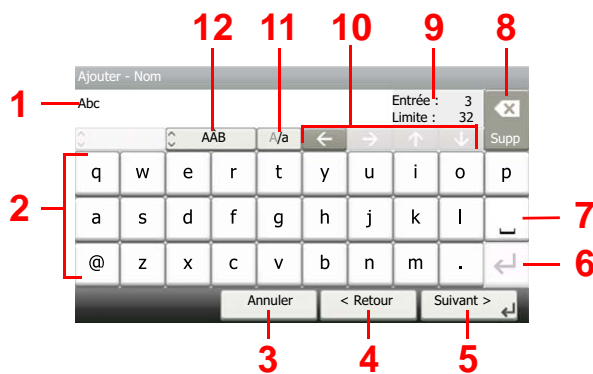 12 11 10 9 8
Ajouter - Nom
1 Abc Entrée : 3
Limite : 32
AÀB A/a ← → ↑ ↓ Supp
2 q w e r t y u i o p
a s d f g h j k l 7
@ z x c v b n m . 6
Annuler < Retour Suivant >
3 4 5